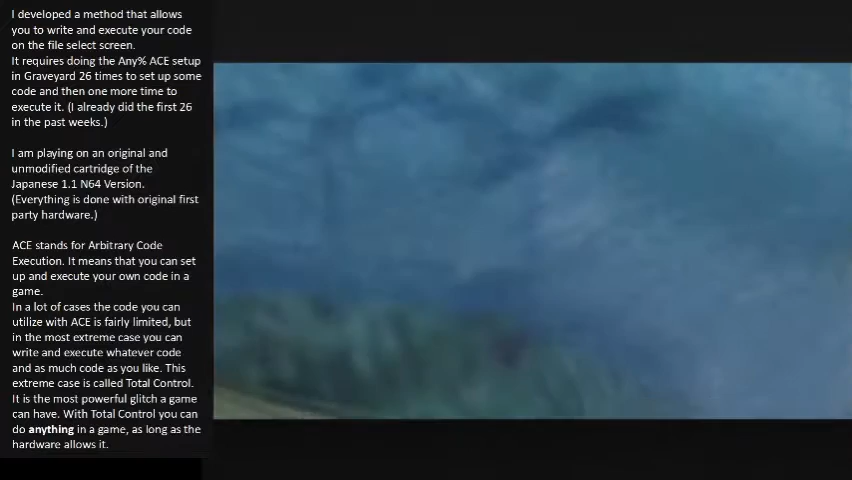 I developed a method that allows
you to write and execute your code
on the file select screen.
It requires doing the Any% ACE setup
in Graveyard 26 times to set up some
code and then one more time to
execute it. (I already did the first 26
in the past weeks.)
I am playing on an original and
unmodified cartridge of the
Japanese 1.1 N64 Version.
(Everything is done with original first
party hardware.)
ACE stands for Arbitrary Code
Execution. It means that you can set
up and execute your own code in a
game.
In a lot of cases the code you can
utilize with ACE is fairly limited, but
in the most extreme case you can
write and execute whatever code
and as much code as you like. This
extreme case is called Total Control.
It is the most powerful glitch a game
can have. With Total Control you can
do anything in a game, as long as the
hardware allows it.